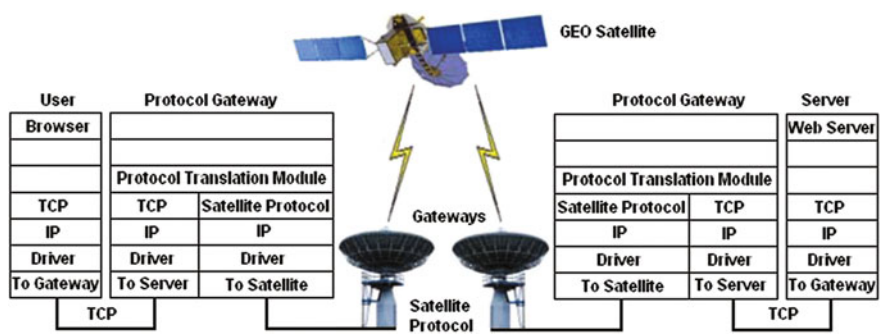 GEO Satellite
User
Browser
TCP
IP
Driver
To Gateway
Protocol Gateway
Protocol Translation Module
TCP Satellite Protocol
IP IP
Driver Driver
To Server To Satellite
TCP
Gateways
Satellite
Protocol
Protocol Gateway
Protocol Translation Module
Satellite Protocol TCP
IP IP
Driver Driver
To Satellite To Server
Server
Web Server
TCP
IP
Driver
To Gateway
TCP